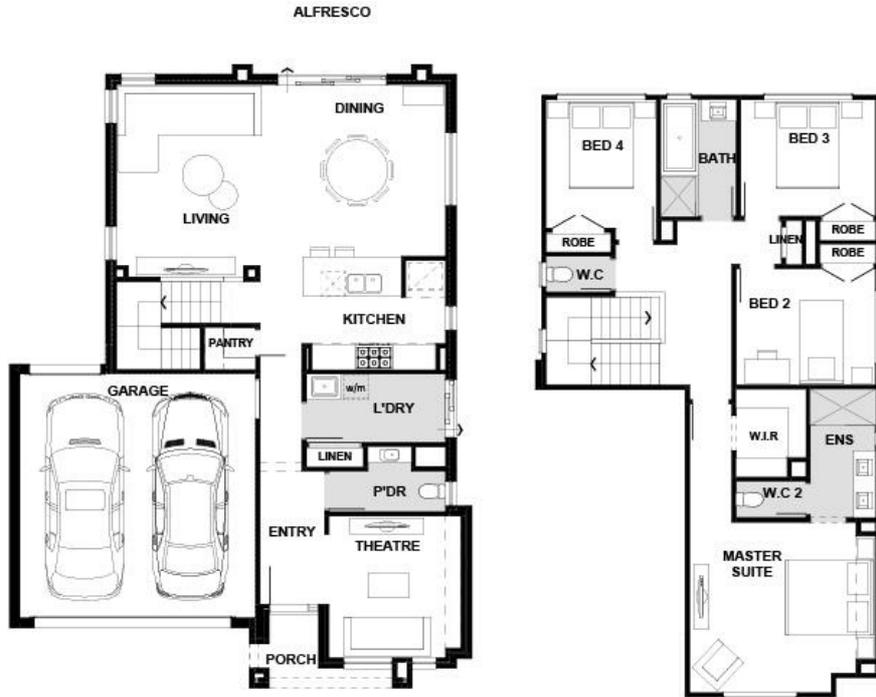 ALFRESCO
DINING
LIVING
KITCHEN
PANTRY
GARAGE
w/m
L'DRY
LINEN
P'DR
ENTRY
THEATRE
PORCH
BED 4
BATH
BED 3
ROBE
LINEN
ROBE
ROBE
W.C
BED 2
W.I.R
ENS
W.C 2
MASTER
SUITE